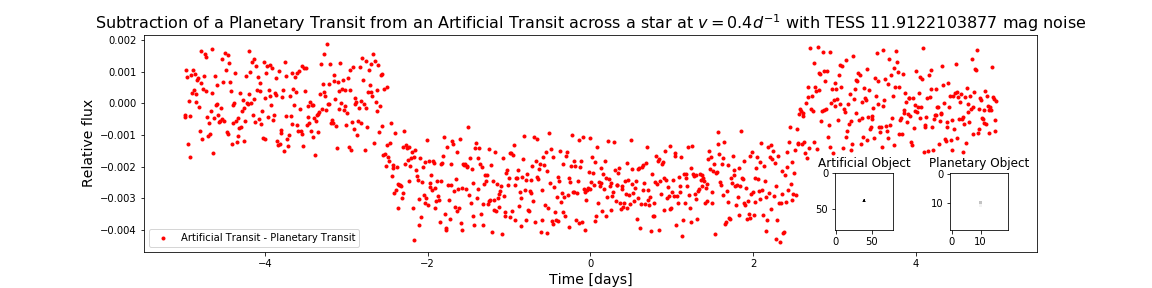 Subtraction of a Planetary Transit from an Artificial Transit across a star at v = 0.4d⁻¹ with TESS 11.9122103877 mag noise
0.002
0.001
0.000
−0.001
−0.002
−0.003
−0.004
Relative flux
Artificial Object
0
50
0 50
Planetary Object
0
10
0 10
Artificial Transit - Planetary Transit
−4 −2 0 2 4
Time [days]